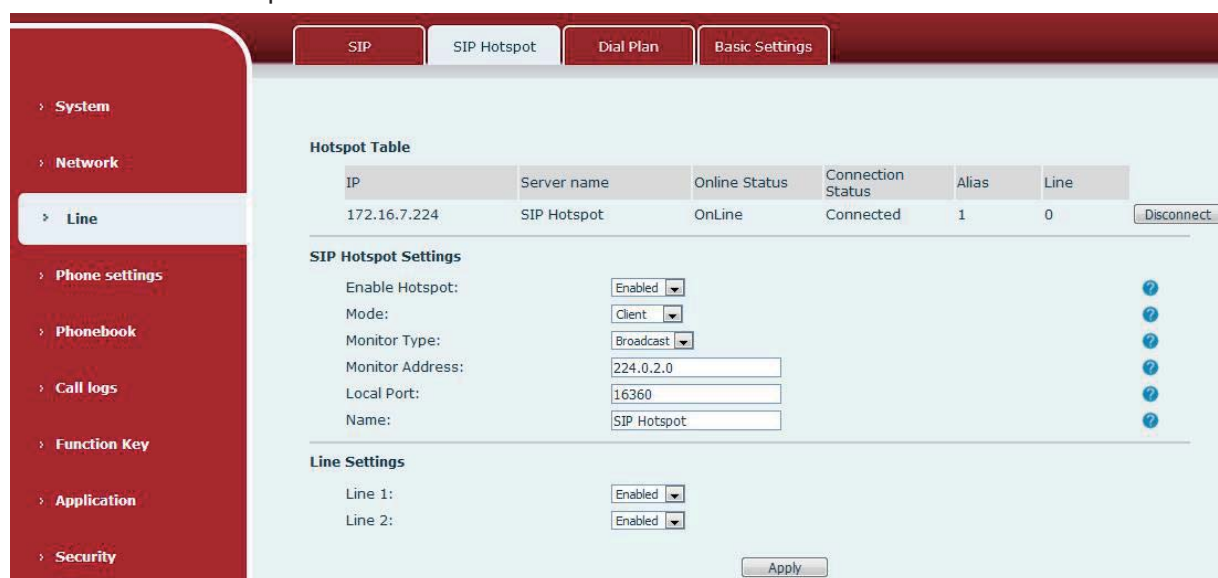 SIP SIP Hotspot Dial Plan Basic Settings
System
Network
Line
Phone settings
Phonebook
Call logs
Function Key
Application
Security
Hotspot Table
IP Server name Online Status Connection Status Alias Line
172.16.7.224 SIP Hotspot OnLine Connected 1 0 Disconnect
SIP Hotspot Settings
Enable Hotspot: Enabled
Mode: Client
Monitor Type: Broadcast
Monitor Address: 224.0.2.0
Local Port: 16360
Name: SIP Hotspot
Line Settings
Line 1: Enabled
Line 2: Enabled
Apply